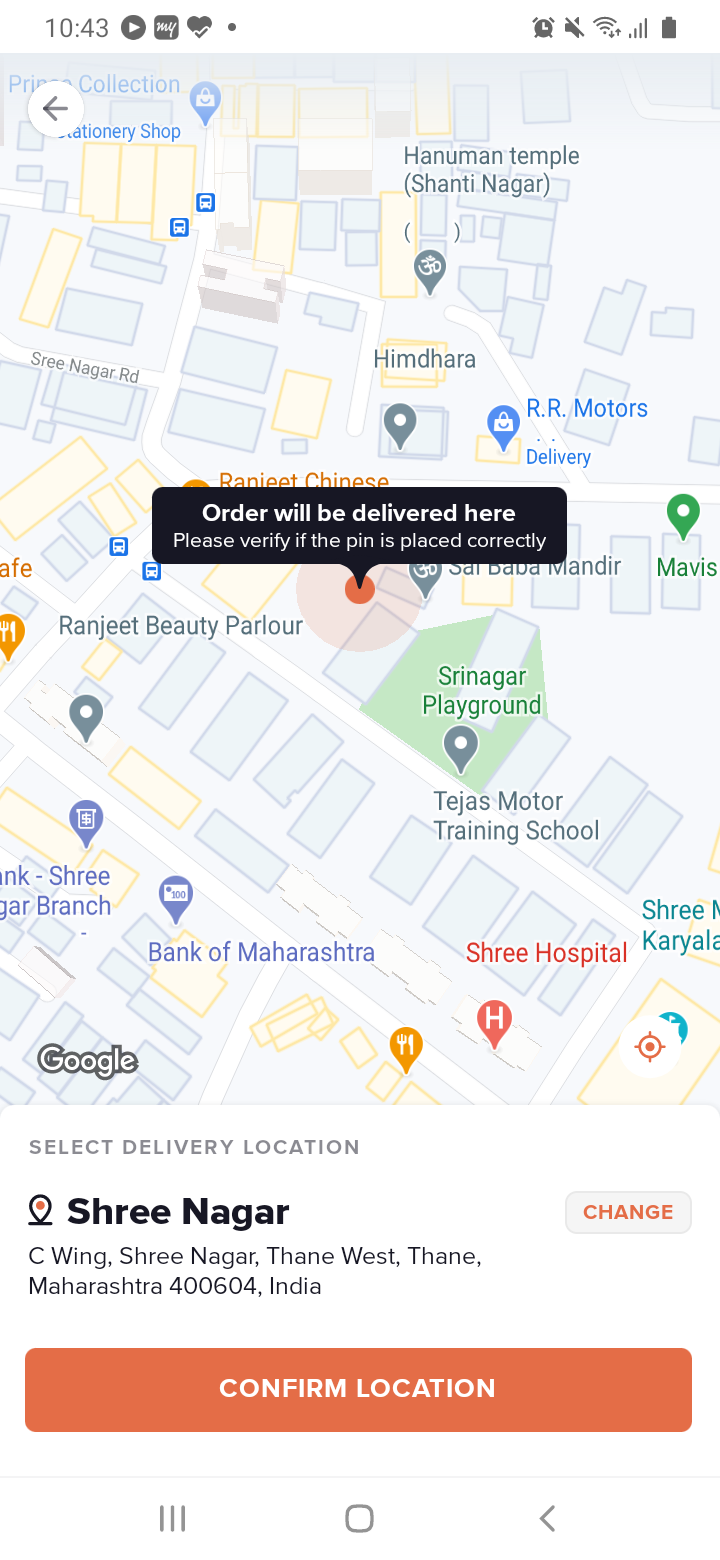 10:43
my
Prince Collection
Stationery Shop
Hanuman temple
(Shanti Nagar)
( )
Himdhara
Sree Nagar Rd
R.R. Motors
. .
Delivery
Ranjeet Chinese
Order will be delivered here
Please verify if the pin is placed correctly
afe
Sai Baba Mandir
Mavis
Ranjeet Beauty Parlour
Srinagar
Playground
Tejas Motor
Training School
ank - Shree
gar Branch
-
100
Bank of Maharashtra
Shree M
Karyala
Shree Hospital
H
Google
SELECT DELIVERY LOCATION
Shree Nagar
CHANGE
C Wing, Shree Nagar, Thane West, Thane,
Maharashtra 400604, India
CONFIRM LOCATION